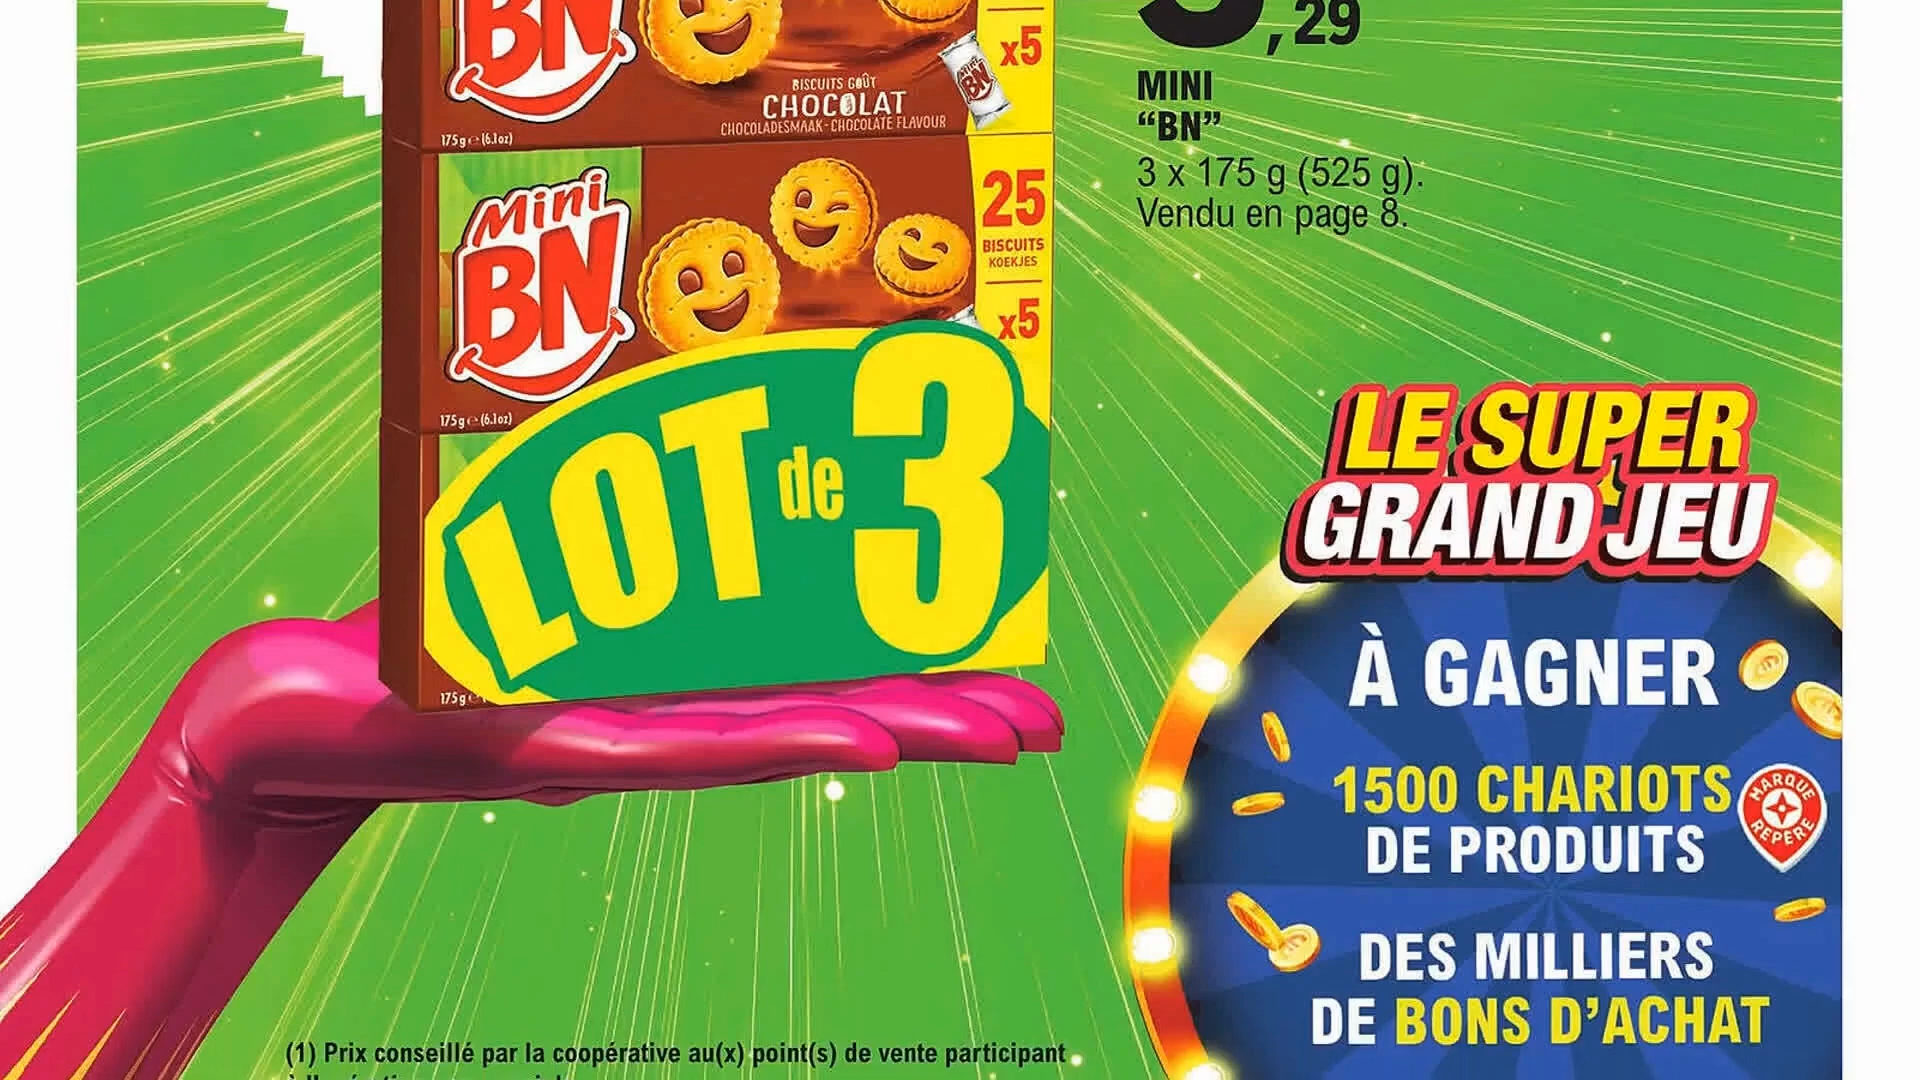 BN
x5
BISCUITS GOÛT
CHOCOLAT
CHOCOLADESMAAK - CHOCOLATE FLAVOUR
Mini
BN
175 g e (6.1oz)
,29
MINI
“BN”
3 x 175 g (525 g).
Vendu en page 8.
Mini
BN
25
BISCUITS
KOEKJES
x5
175 g e (6.1oz)
LOT de 3
175 g
LE SUPER
GRAND JEU
À GAGNER
1500 CHARIOTS
DE PRODUITS
MARQUE
REPÈRE
DES MILLIERS
DE BONS D’ACHAT
(1) Prix conseillé par la coopérative au(x) point(s) de vente participant